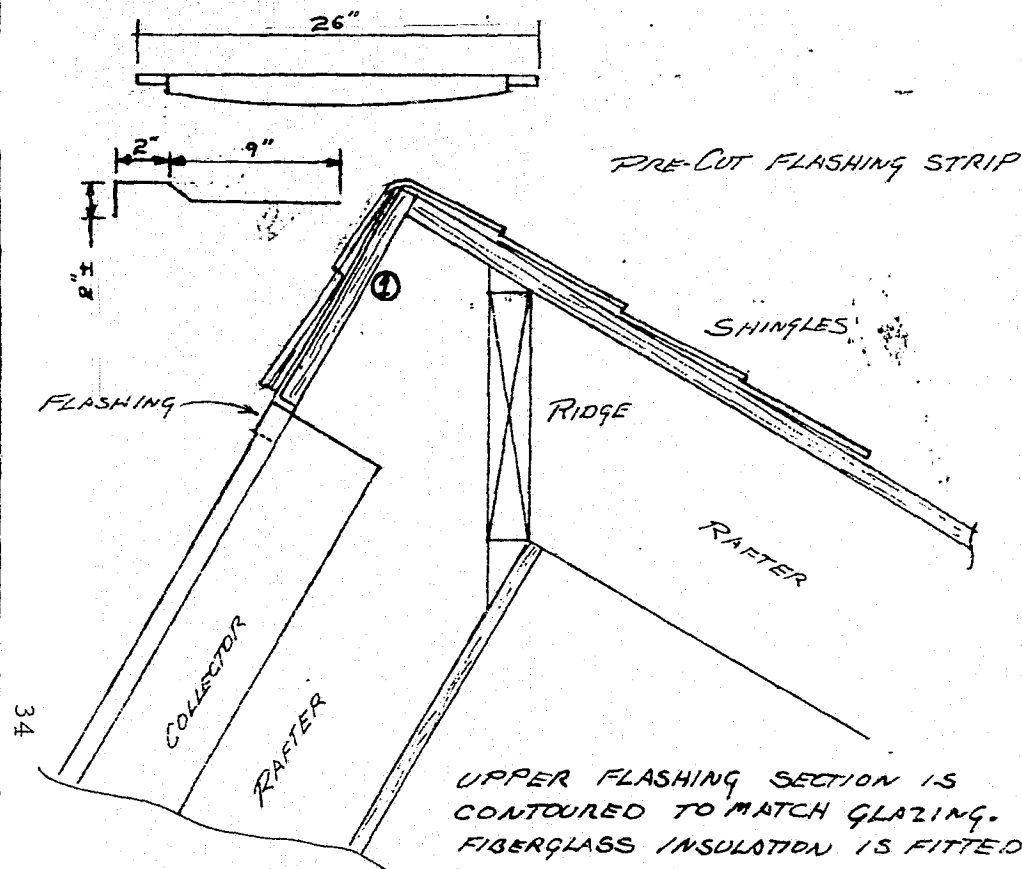 26"
2" 9"
PRE-CUT FLASHING STRIP
2"±
①
SHINGLES
FLASHING
RIDGE
RAFTER
COLLECTOR
RAFTER
34
UPPER FLASHING SECTION IS
CONTOURED TO MATCH GLAZING.
FIBERGLASS INSULATION IS FITTED